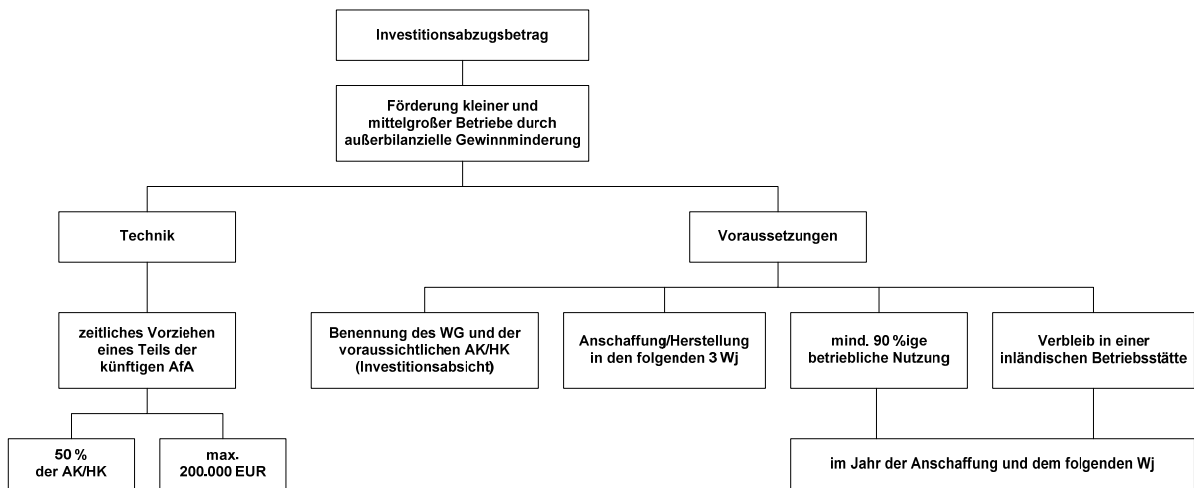 Investitionsabzugsbetrag
Förderung kleiner und
mittelgroßer Betriebe durch
außerbilanzielle Gewinnminderung
Technik
Voraussetzungen
zeitliches Vorziehen
eines Teils der
künftigen AfA
Benennung des WG und der
voraussichtlichen AK/HK
(Investitionsabsicht)
Anschaffung/Herstellung
in den folgenden 3 Wj
mind. 90 %ige
betriebliche Nutzung
Verbleib in einer
inländischen Betriebsstätte
50 %
der AK/HK
max.
200.000 EUR
im Jahr der Anschaffung und dem folgenden Wj